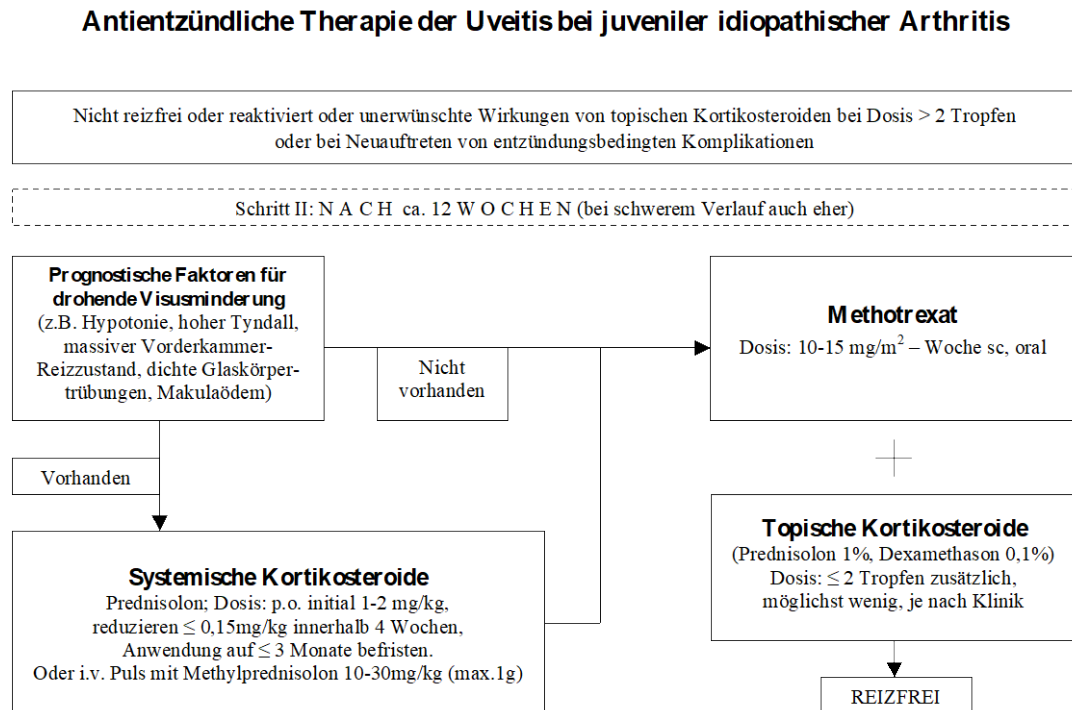 Antientzündliche Therapie der Uveitis bei juveniler idiopathischer Arthritis
Nicht reizfrei oder reaktiviert oder unerwünschte Wirkungen von topischen Kortikosteroiden bei Dosis > 2 Tropfen
oder bei Neuauftreten von entzündungsbedingten Komplikationen
Schritt II: N A C H ca. 12 W O C H E N (bei schwerem Verlauf auch eher)
Prognostische Faktoren für
drohende Visusminderung
(z.B. Hypotonie, hoher Tyndall,
massiver Vorderkammer-
Reizzustand, dichte Glaskörper-
trübungen, Makulaödem)
Nicht
vorhanden
Vorhanden
Systemische Kortikosteroide
Prednisolon; Dosis: p.o. initial 1-2 mg/kg,
reduzieren ≤ 0,15mg/kg innerhalb 4 Wochen,
Anwendung auf ≤ 3 Monate befristen.
Oder i.v. Puls mit Methylprednisolon 10-30mg/kg (max.1g)
Methotrexat
Dosis: 10-15 mg/m² – Woche sc, oral
+
Topische Kortikosteroide
(Prednisolon 1%, Dexamethason 0,1%)
Dosis: ≤ 2 Tropfen zusätzlich,
möglichst wenig, je nach Klinik
REIZFREI